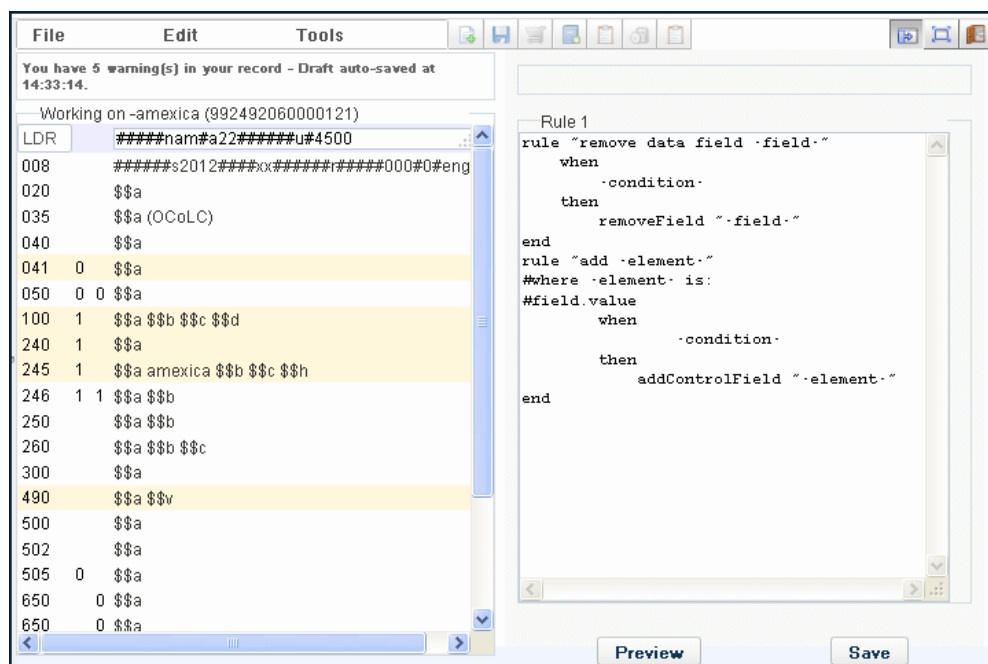 File Edit Tools
You have 5 warning(s) in your record - Draft auto-saved at
14:33:14.
Working on -amexica (992492060000121)
LDR #####nam#a22######u#4500
008 ######s2012####xx######r#####000#0#eng
020 $$a
035 $$a (OCoLC)
040 $$a
041 0 $$a
050 0 0 $$a
100 1 $$a $$b $$c $$d
240 1 $$a
245 1 $$a amexica $$b $$c $$h
246 1 1 $$a $$b
250 $$a $$b
260 $$a $$b $$c
300 $$a
490 $$a $$v
500 $$a
502 $$a
505 0 $$a
650 0 $$a
650 0 $$a
Rule 1
rule "remove data field -field-"
when
-condition-
then
removeField "-field-"
end
rule "add -element-"
#where -element- is:
#field.value
when
-condition-
then
addControlField "-element-"
end
Preview Save